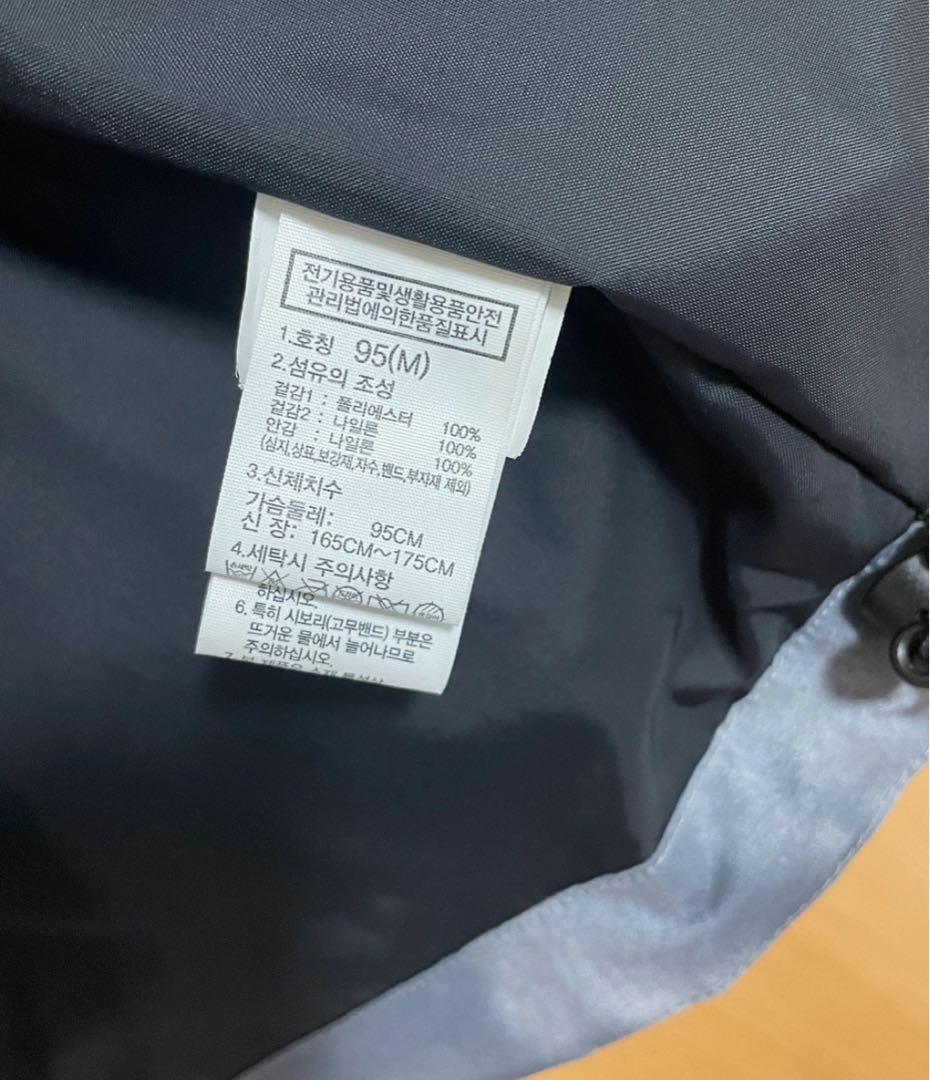 전기용품및생활용품안전
관리법에의한품질표시
1.호칭 95(M)
2.섬유의 조성
겉감1 : 폴리에스터 100%
겉감2 : 나일론 100%
안감 : 나일론 100%
(심지,상표,보강재,자수,밴드,부자재 제외)
3.신체치수
가슴둘레: 95CM
신 장: 165CM~175CM
4.세탁시 주의사항
하십시오.
6. 특히 시보리(고무밴드) 부분은
뜨거운 물에서 늘어나므로
주의하십시오.